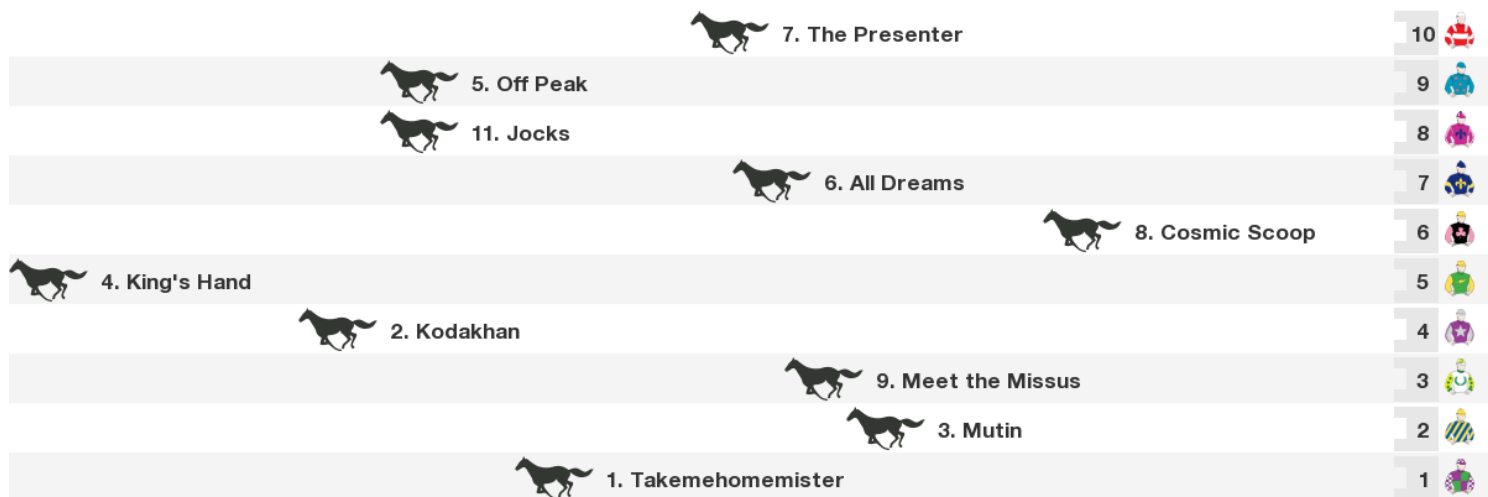 7. The Presenter 10
5. Off Peak 9
11. Jocks 8
6. All Dreams 7
8. Cosmic Scoop 6
4. King's Hand 5
2. Kodakhan 4
9. Meet the Missus 3
3. Mutin 2
1. Takemehomemister 1